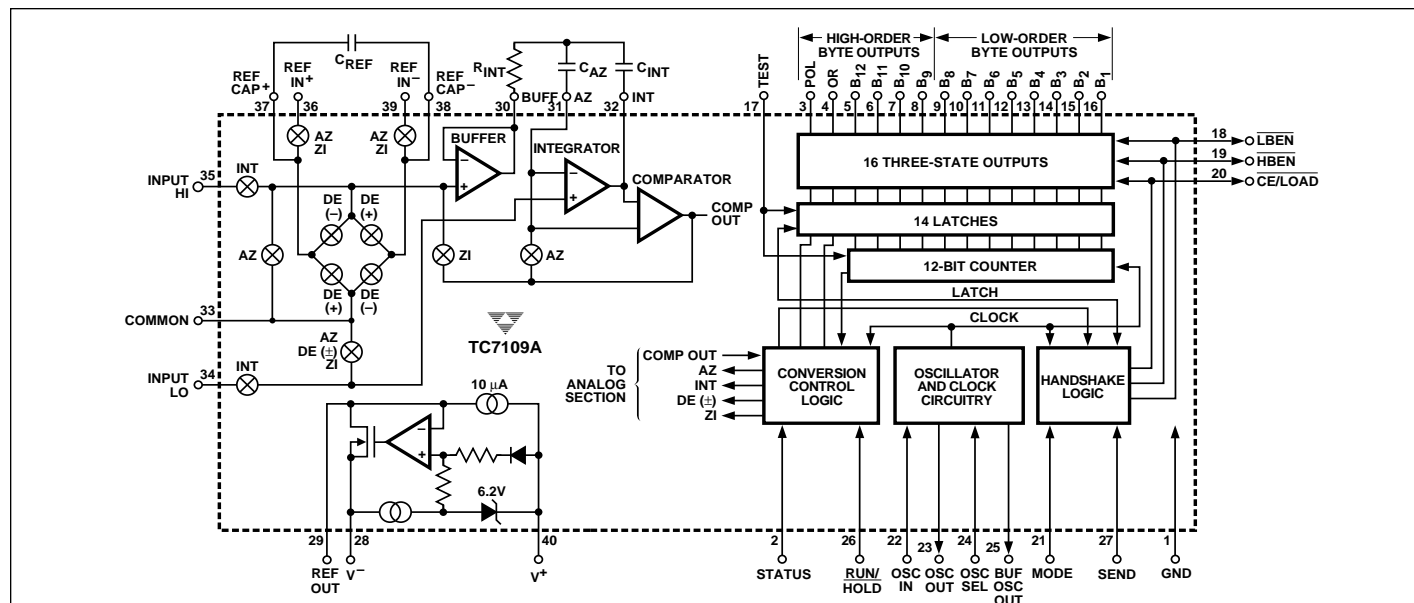 HIGH-ORDER
BYTE OUTPUTS
LOW-ORDER
BYTE OUTPUTS
TEST
POL
OR
B12
B11
B10
B9
B8
B7
B6
B5
B4
B3
B2
B1
17
3
4
5
6
7
8
9
10
11
12
13
14
15
16
CREF
RINT
CAZ
CINT
REF
CAP+
REF
IN+
REF
IN–
REF
CAP–
BUFF
AZ
INT
37
36
39
38
30
31
32
AZ
ZI
AZ
ZI
BUFFER
–
+
INTEGRATOR
–
+
COMPARATOR
COMP
OUT
16 THREE-STATE OUTPUTS
14 LATCHES
12-BIT COUNTER
LATCH
CLOCK
18
LBEN
19
HBEN
20
CE/LOAD
INPUT
HI
35
INT
DE
(–)
DE
(+)
AZ
ZI
AZ
DE
(+)
DE
(–)
COMMON
33
AZ
DE (±)
ZI
TC7109A
INPUT
LO
34
INT
TO
ANALOG
SECTION
COMP OUT
AZ
INT
DE (±)
ZI
CONVERSION
CONTROL
LOGIC
OSCILLATOR
AND CLOCK
CIRCUITRY
HANDSHAKE
LOGIC
10 µA
–
+
6.2V
29
28
40
REF
OUT
V–
V+
2
26
22
23
24
25
21
27
1
STATUS
RUN/
HOLD
OSC
IN
OSC
OUT
OSC
SEL
BUF
OSC
OUT
MODE
SEND
GND